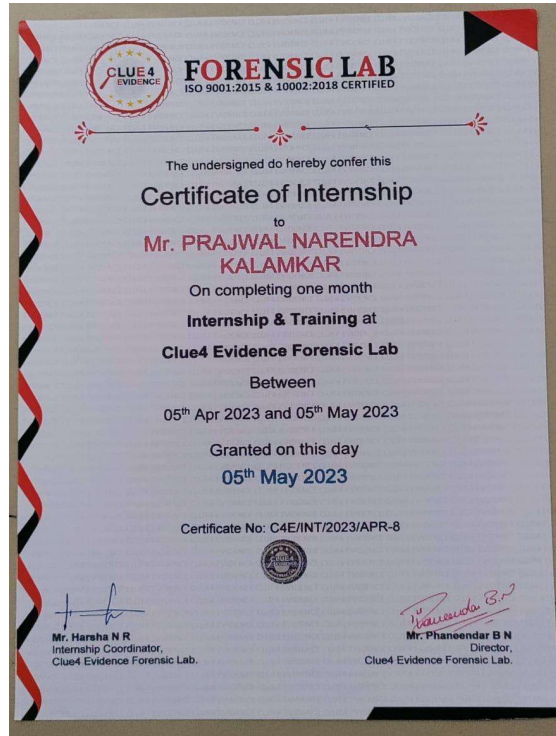 CLUE 4
EVIDENCE
FORENSIC LAB
ISO 9001:2015 & 10002:2018 CERTIFIED
The undersigned do hereby confer this
Certificate of Internship
to
Mr. PRAJWAL NARENDRA
KALAMKAR
On completing one month
Internship & Training at
Clue4 Evidence Forensic Lab
Between
05th Apr 2023 and 05th May 2023
Granted on this day
05th May 2023
Certificate No: C4E/INT/2023/APR-8
CLUE4
EVIDENCE
Phaneendar B.N
Mr. Harsha N R
Internship Coordinator,
Clue4 Evidence Forensic Lab.
Mr. Phaneendar B N
Director,
Clue4 Evidence Forensic Lab.